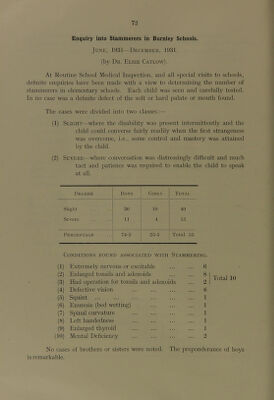 72
Enquiry into Stammerers in Burnley Schools.
June, 1931—December, 1931.
(by Dr. Elsie Catlow).
At Routine School Medical Inspection, and all special visits to schools,
definite enquiries have been made with a view to determining the number of
stammerers in elementary schools. Each child was seen and carefully tested.
In no case was a definite defect of the soft or hard palate or mouth found.
The cases were divided into two classes:—
(1) Slight—where the disability was present intermittently and the
child could converse fairly readily when the first strangeness
was overcome, i.e., some control and mastery was attained
by the child.
(2) Severe—where conversation was distressingly difficult and much
tact and patience was required to enable the child to speak
at all.
Degree Boys Girls Total
Slight 30 10 40
Severe 11 4 15
Percentage Total 55
Conditions found associated with Stammering.
(1) Extremely nervous or excitable ... ... ... 6
(2) Enlarged tonsils and adenoids ... ... ... 8
(3) Had operation for tonsils and adenoids ... 2 Total 10
(4) Defective vision ... ... ... ... 6
(5) Squint ... ... ... ... ... 1
(6) Enuresis (bed wetting) ... ... ... 1
(7) Spinal curvature ... ... ... ... 1
(8) Left handedness ... ... ... ... 1
(9) Enlarged thyroid ... ... ... ... 1
(10) Mental Deficiency ... ... ... ... 2
No cases of brothers or sisters were noted. The preponderance of boys
is remarkable.